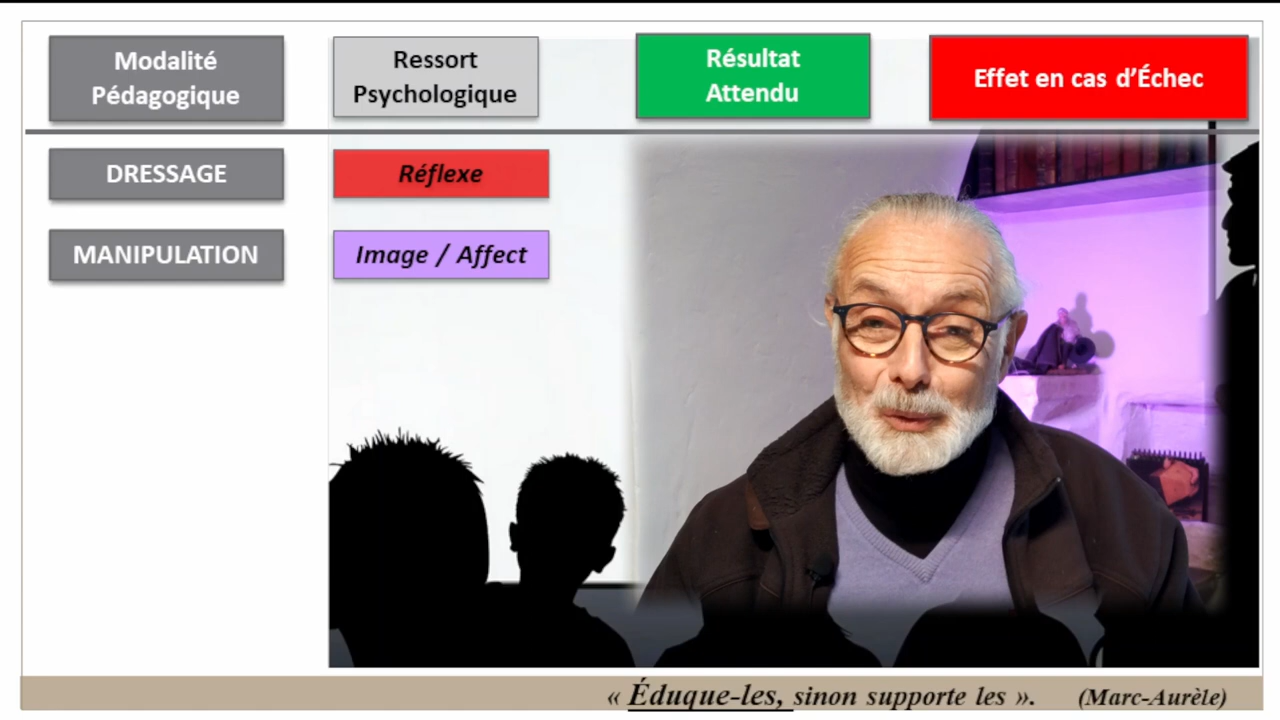 Modalité
Pédagogique
Ressort
Psychologique
Résultat
Attendu
Effet en cas d’Échec
DRESSAGE
Réflexe
MANIPULATION
Image / Affect
« Éduque-les, sinon supporte les ». (Marc-Aurèle)